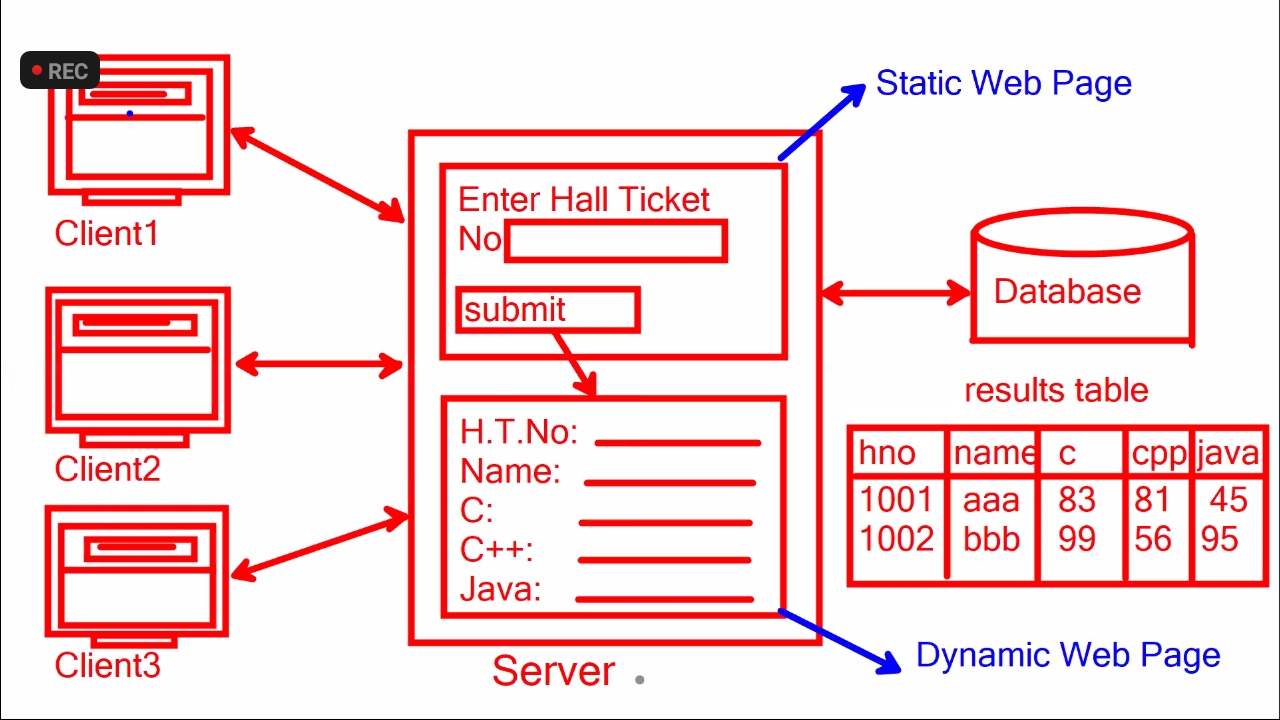 REC
Client1
Client2
Client3
Enter Hall Ticket
No
submit
H.T.No:
Name:
C:
C++:
Java:
Server
Static Web Page
Database
results table
hno name c cpp java
1001 aaa 83 81 45
1002 bbb 99 56 95
Dynamic Web Page